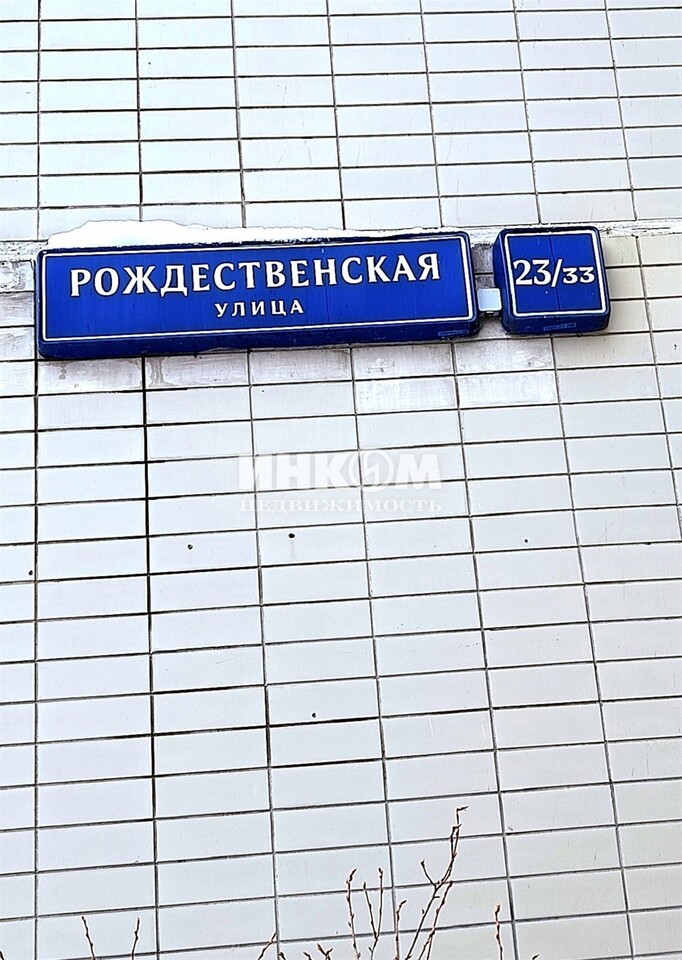 РОЖДЕСТВЕНСКАЯ
УЛИЦА
23/33
ИНКОМ
НЕДВИЖИМОСТЬ